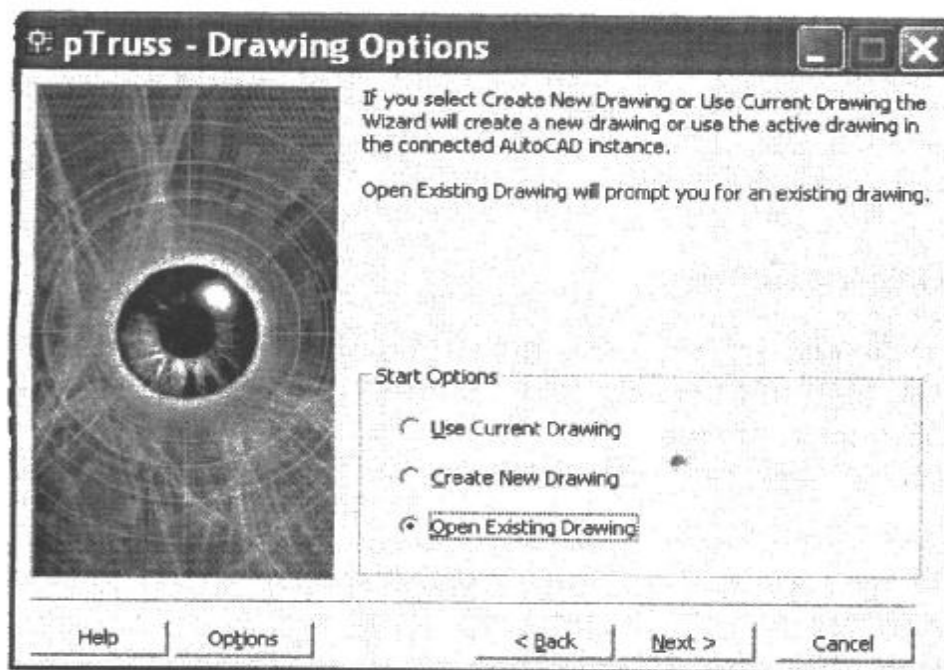 pTruss - Drawing Options
If you select Create New Drawing or Use Current Drawing the
Wizard will create a new drawing or use the active drawing in
the connected AutoCAD instance.
Open Existing Drawing will prompt you for an existing drawing.
Start Options
Use Current Drawing
Create New Drawing
Open Existing Drawing
Help Options < Back Next > Cancel